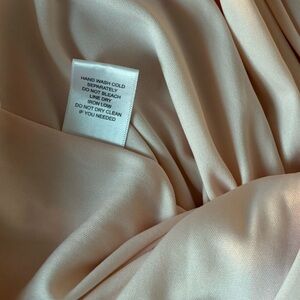 HAND WASH COLD
SEPARATELY
DO NOT BLEACH
LINE DRY
IRON LOW
DO NOT DRY CLEAN
IF YOU NEEDED